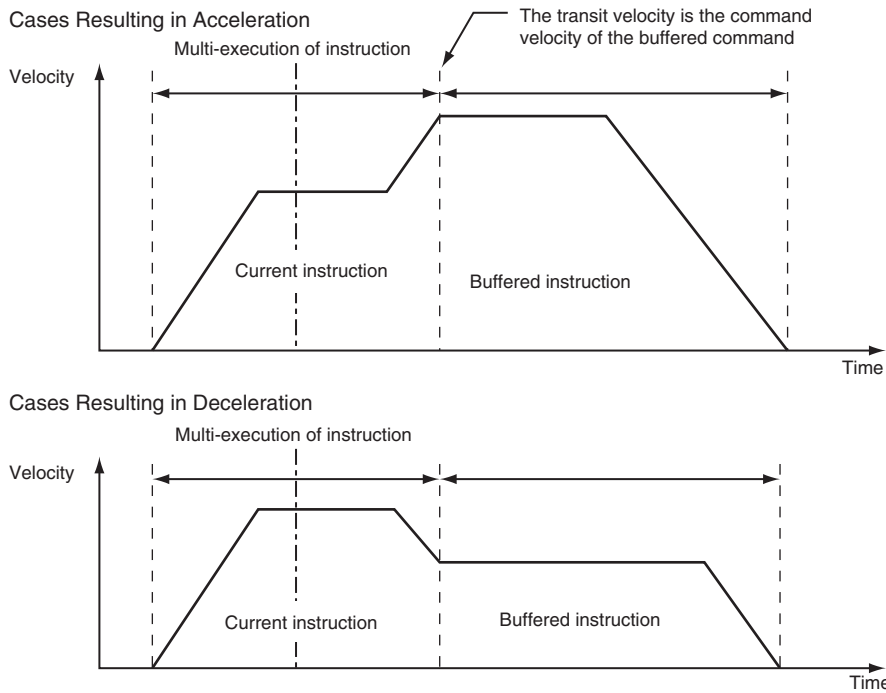 Cases Resulting in Acceleration
The transit velocity is the command
velocity of the buffered command
Multi-execution of instruction
Velocity
Current instruction
Buffered instruction
Time
Cases Resulting in Deceleration
Multi-execution of instruction
Velocity
Current instruction
Buffered instruction
Time